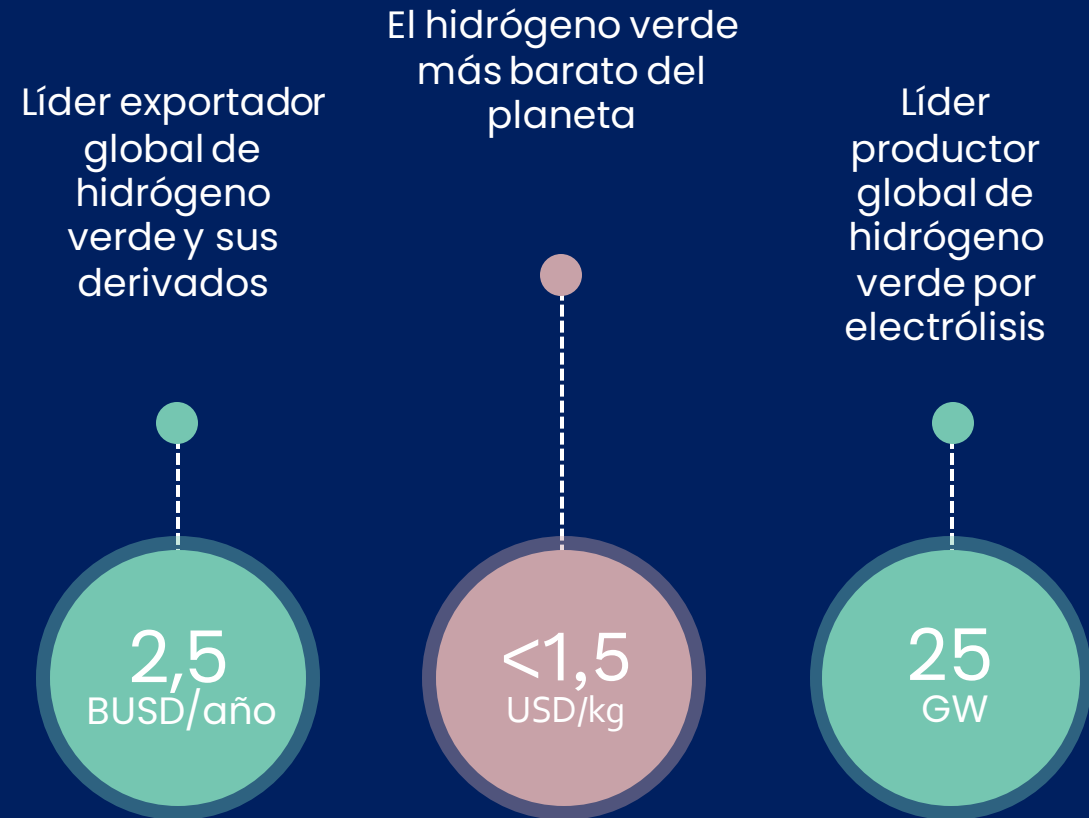 Líder exportador
global de
hidrógeno
verde y sus
derivados
2,5
BUSD/año
El hidrógeno verde
más barato del
planeta
<1,5
USD/kg
Líder
productor
global de
hidrógeno
verde por
electrólisis
25
GW